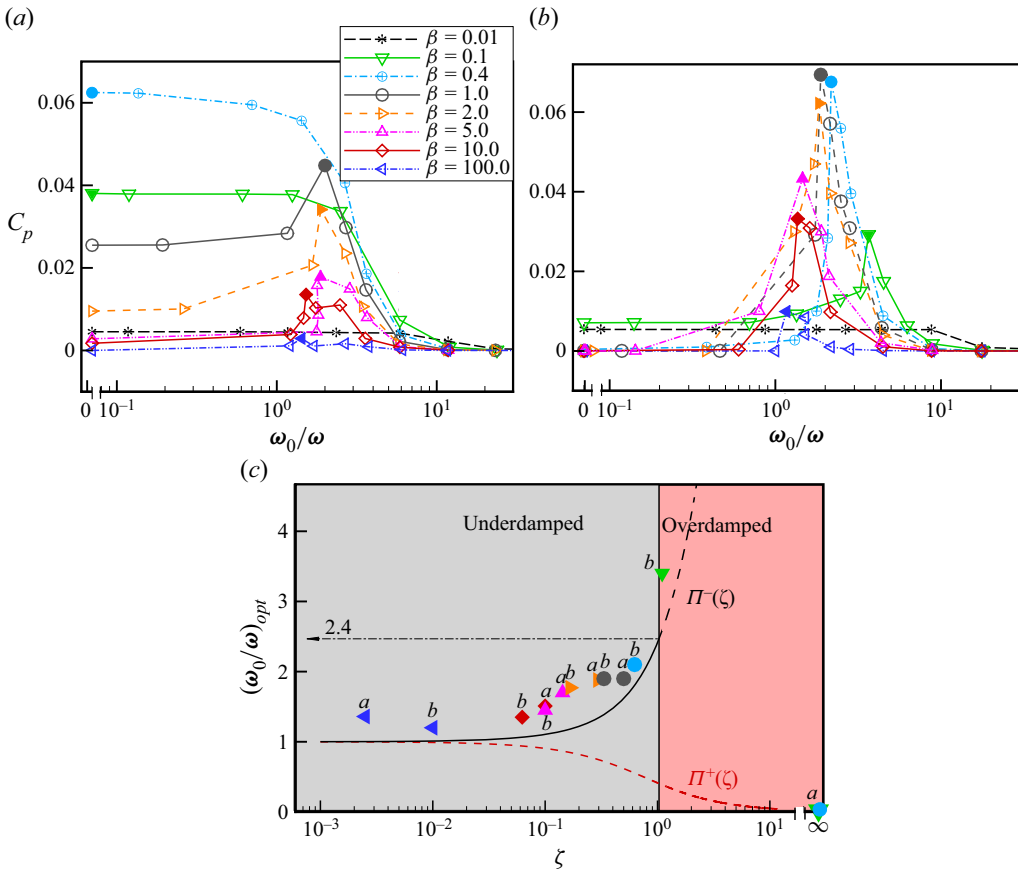 (a)
(b)
β = 0.01
β = 0.1
β = 0.4
β = 1.0
β = 2.0
β = 5.0
β = 10.0
β = 100.0
0.06
0.04
0.02
0
C_p
0 10^–1 10^0 10^1
ω_0/ω
0.06
0.04
0.02
0
0 10^–1 10^0 10^1
ω_0/ω
(c)
Underdamped
Overdamped
4
3
2
1
0
(ω_0/ω)_opt
2.4
Π^–(ζ)
Π^+(ζ)
a
b
b
a
b
a
b
a
b
a
b
b
a
10^–3 10^–2 10^–1 10^0 10^1 ∞
ζ